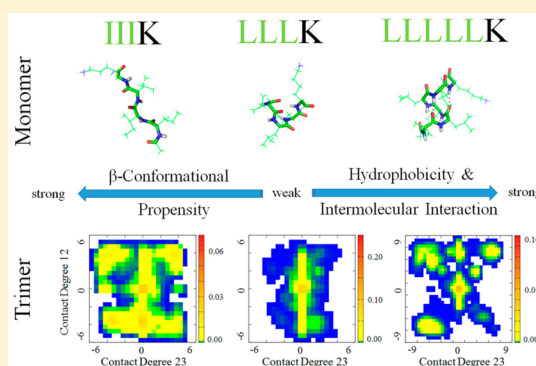 IIIK LLLK LLLLLK
Monomer
β-Conformational Hydrophobicity &
strong weak strong
Propensity Intermolecular Interaction
Trimer
Contact Degree 12
6 0 -6
-6 0 6
Contact Degree 23
0.06 0.03 0.00
6 0 -6
-6 0 6
Contact Degree 23
0.20 0.10 0.00
9 0 -9
-9 0 9
Contact Degree 23
0.10 0.05 0.00